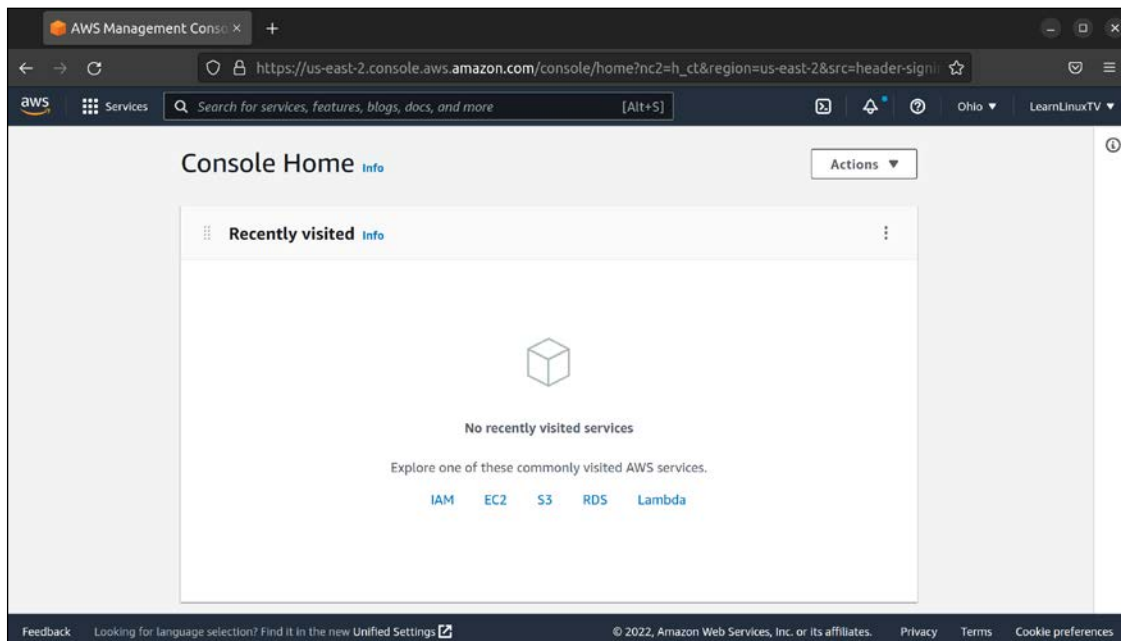 AWS Management Conso
https://us-east-2.console.aws.amazon.com/console/home?nc2=h_ct&region=us-east-2&src=header-signi
aws Services Search for services, features, blogs, docs, and more [Alt+S] Ohio LearnLinuxTV
Console Home Info Actions
Recently visited Info
No recently visited services
Explore one of these commonly visited AWS services.
IAM EC2 S3 RDS Lambda
Feedback Looking for language selection? Find it in the new Unified Settings © 2022, Amazon Web Services, Inc. or its affiliates. Privacy Terms Cookie preferences